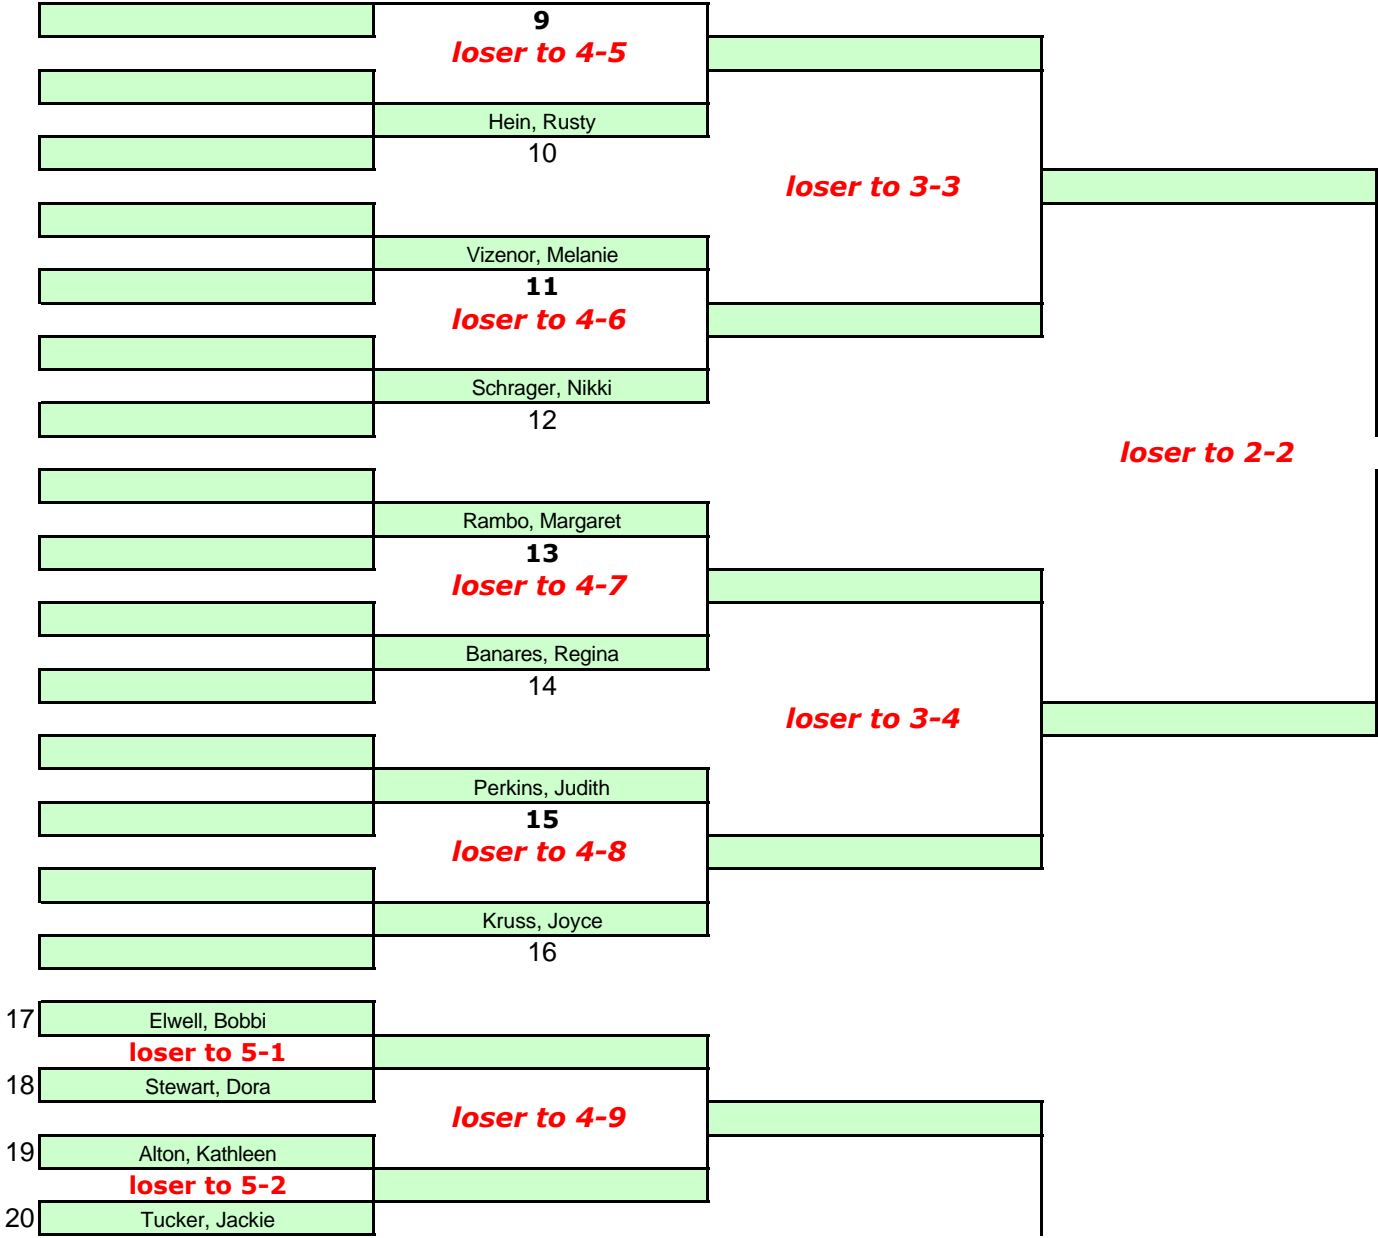 9
loser to 4-5
Hein, Rusty
10
loser to 3-3
Vizenor, Melanie
11
loser to 4-6
Schrager, Nikki
12
loser to 2-2
Rambo, Margaret
13
loser to 4-7
Banares, Regina
14
loser to 3-4
Perkins, Judith
15
loser to 4-8
Kruss, Joyce
16
17 Elwell, Bobbi
loser to 5-1
18 Stewart, Dora
loser to 4-9
19 Alton, Kathleen
loser to 5-2
20 Tucker, Jackie